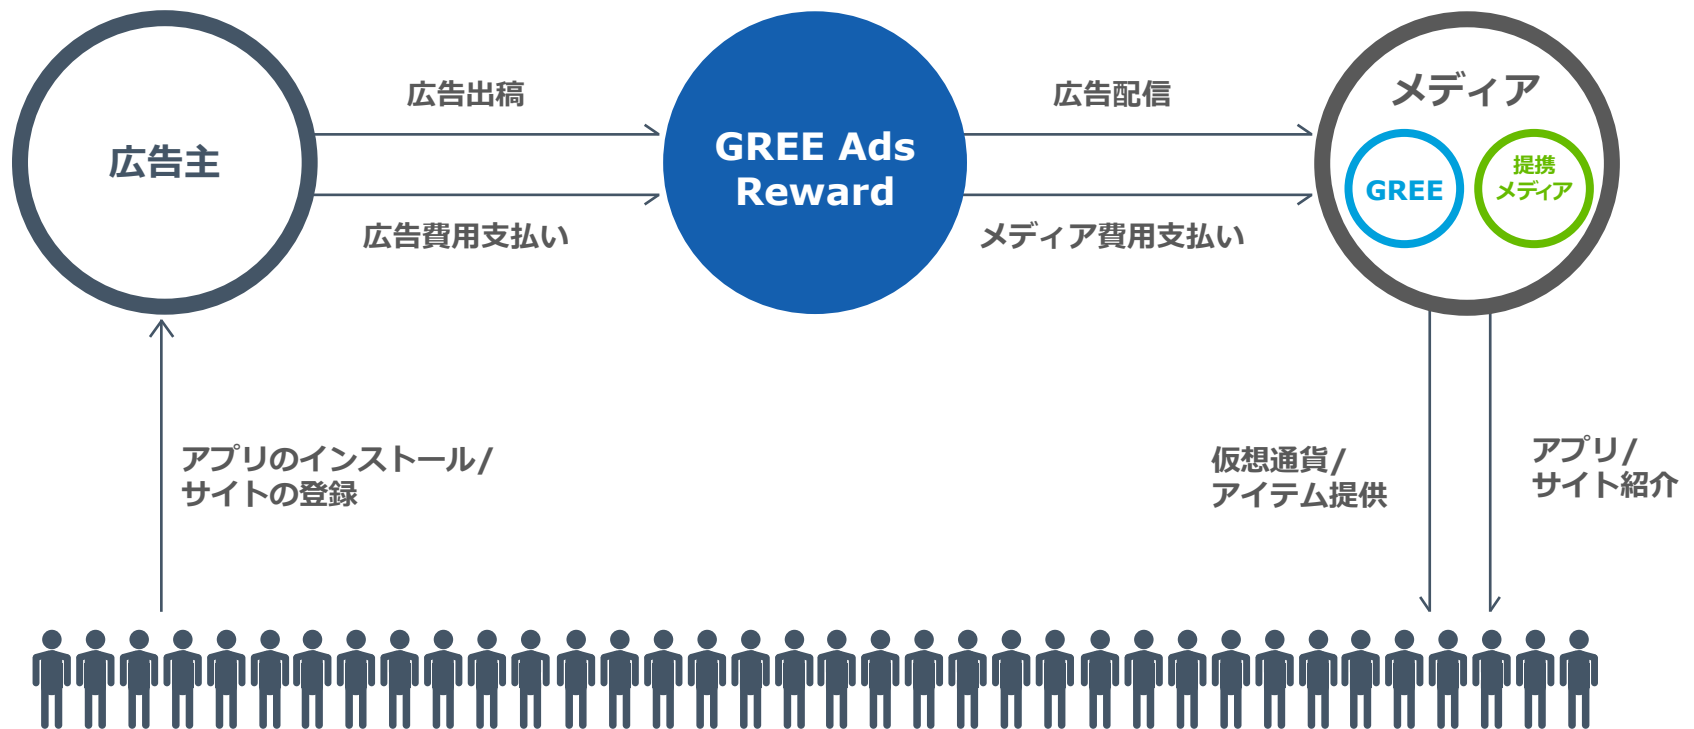 広告主
広告出稿
広告費用支払い
GREE Ads
Reward
広告配信
メディア費用支払い
メディア
GREE
提携
メディア
アプリのインストール/
サイトの登録
仮想通貨/
アイテム提供
アプリ/
サイト紹介